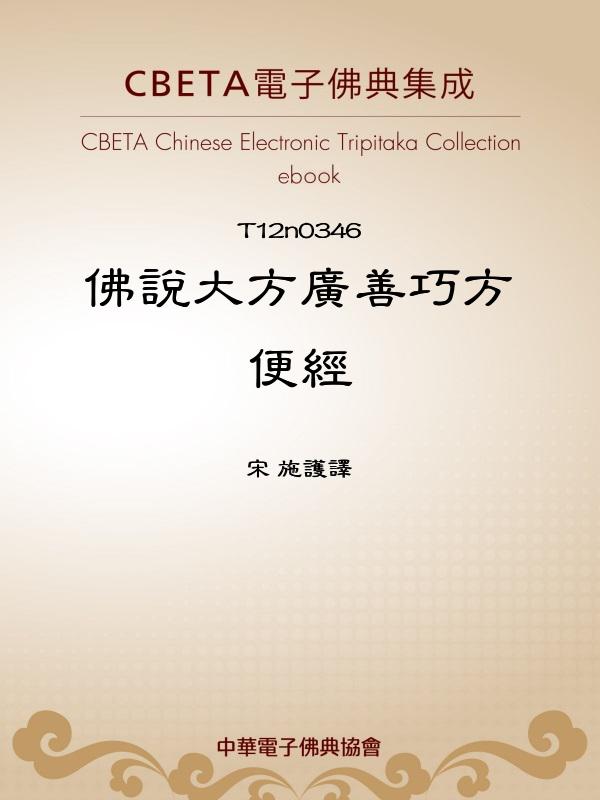 CBETA電子佛典集成
CBETA Chinese Electronic Tripitaka Collection
ebook
T12n0346
佛說大方廣善巧方
便經
宋 施護譯
中華電子佛典協會